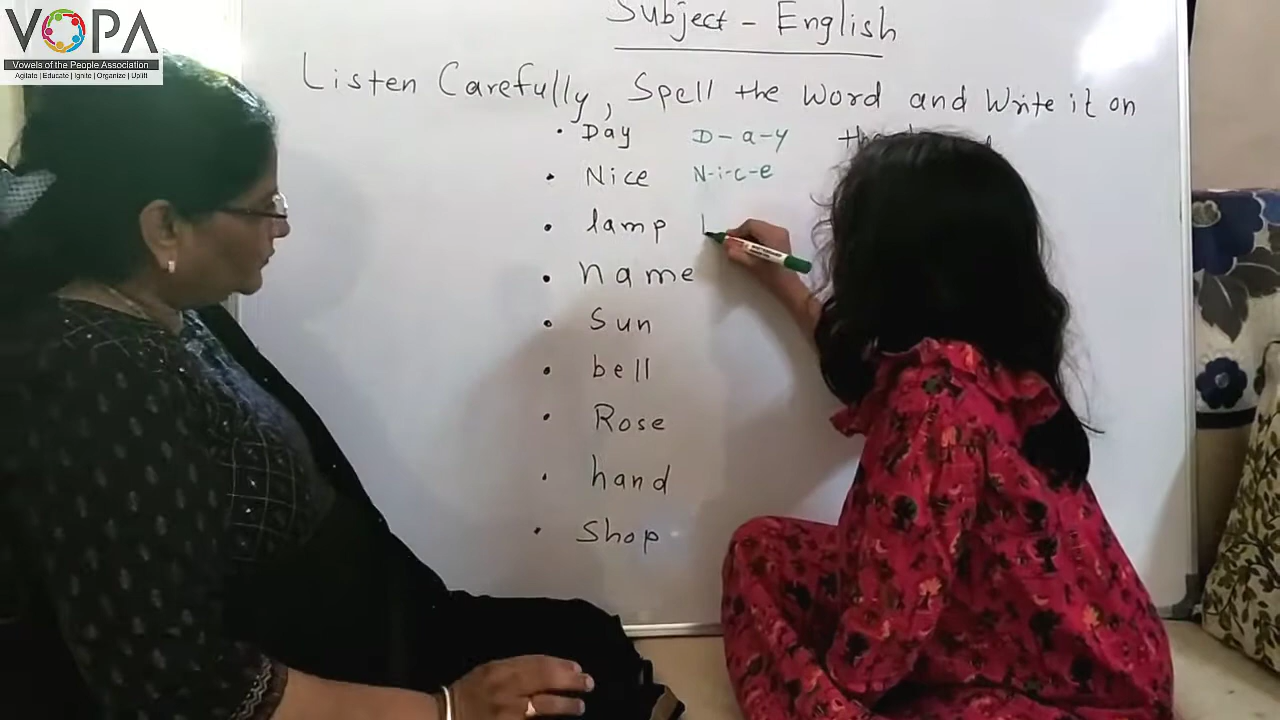 VOPA
Vowels of the People Association
Agitate | Educate | Ignite | Organize | Uplift
Subject - English
Listen Carefully, Spell the Word and Write it on
• Day D-a-y
• Nice N-i-c-e
• lamp L
• name
• Sun
• bell
• Rose
• hand
• Shop